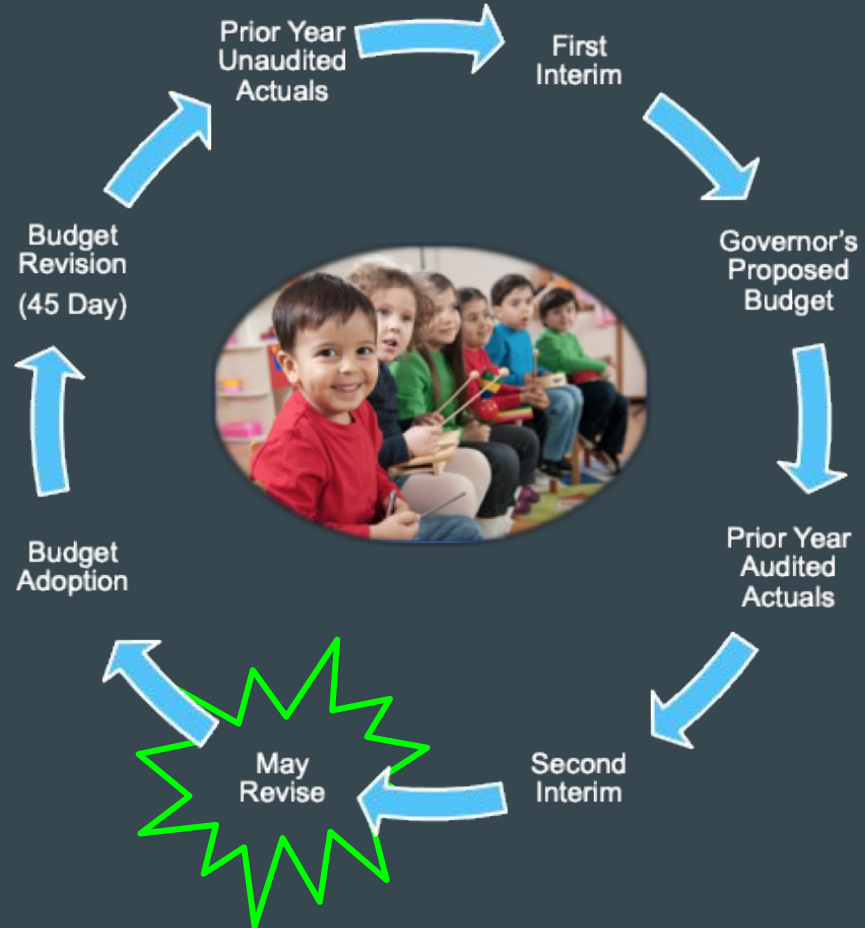 Prior Year
Unaudited
Actuals
First
Interim
Governor's
Proposed
Budget
Prior Year
Audited
Actuals
Second
Interim
May
Revise
Budget
Adoption
Budget
Revision
(45 Day)